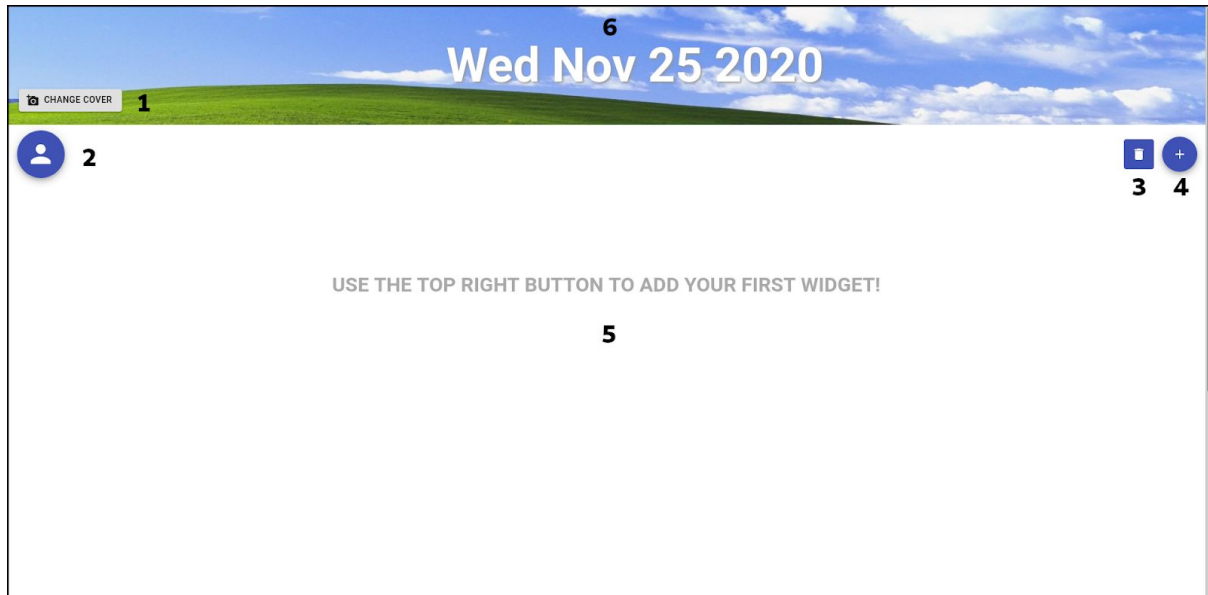 6
Wed Nov 25 2020
CHANGE COVER 1
2
3 4
USE THE TOP RIGHT BUTTON TO ADD YOUR FIRST WIDGET!
5